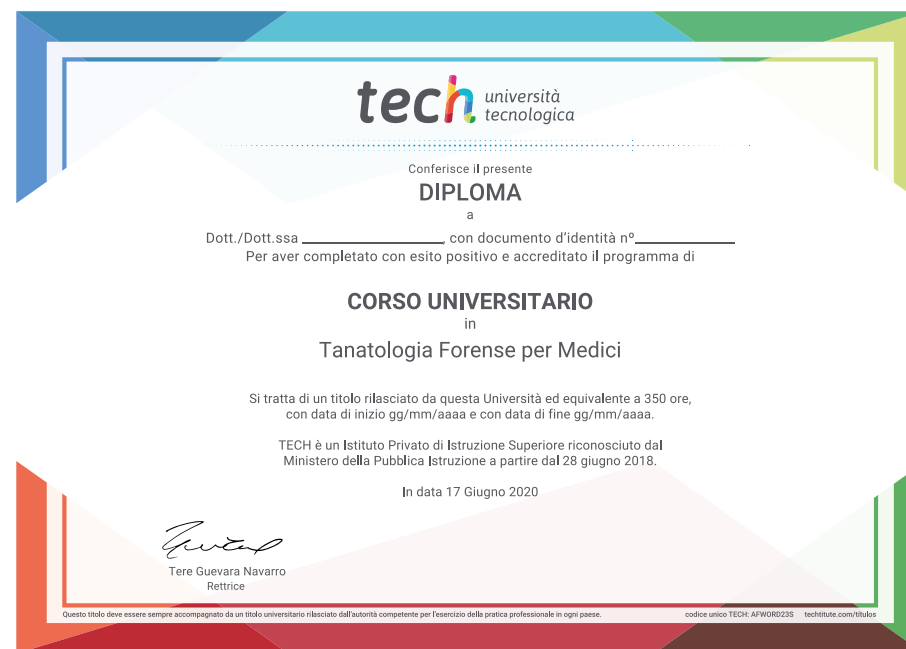 tech università
tecnologica
Conferisce il presente
DIPLOMA
a
Dott./Dott.ssa ____________________, con documento d'identità nº______________
Per aver completato con esito positivo e accreditato il programma di
CORSO UNIVERSITARIO
in
Tanatologia Forense per Medici
Si tratta di un titolo rilasciato da questa Università ed equivalente a 350 ore,
con data di inizio gg/mm/aaaa e con data di fine gg/mm/aaaa.
TECH è un Istituto Privato di Istruzione Superiore riconosciuto dal
Ministero della Pubblica Istruzione a partire dal 28 giugno 2018.
In data 17 Giugno 2020
Tere Guevara Navarro
Rettrice
Questo titolo deve essere sempre accompagnato da un titolo universitario rilasciato dall'autorità competente per l'esercizio della pratica professionale in ogni paese. codice unico TECH: AFWORD23S techtitute.com/títulos